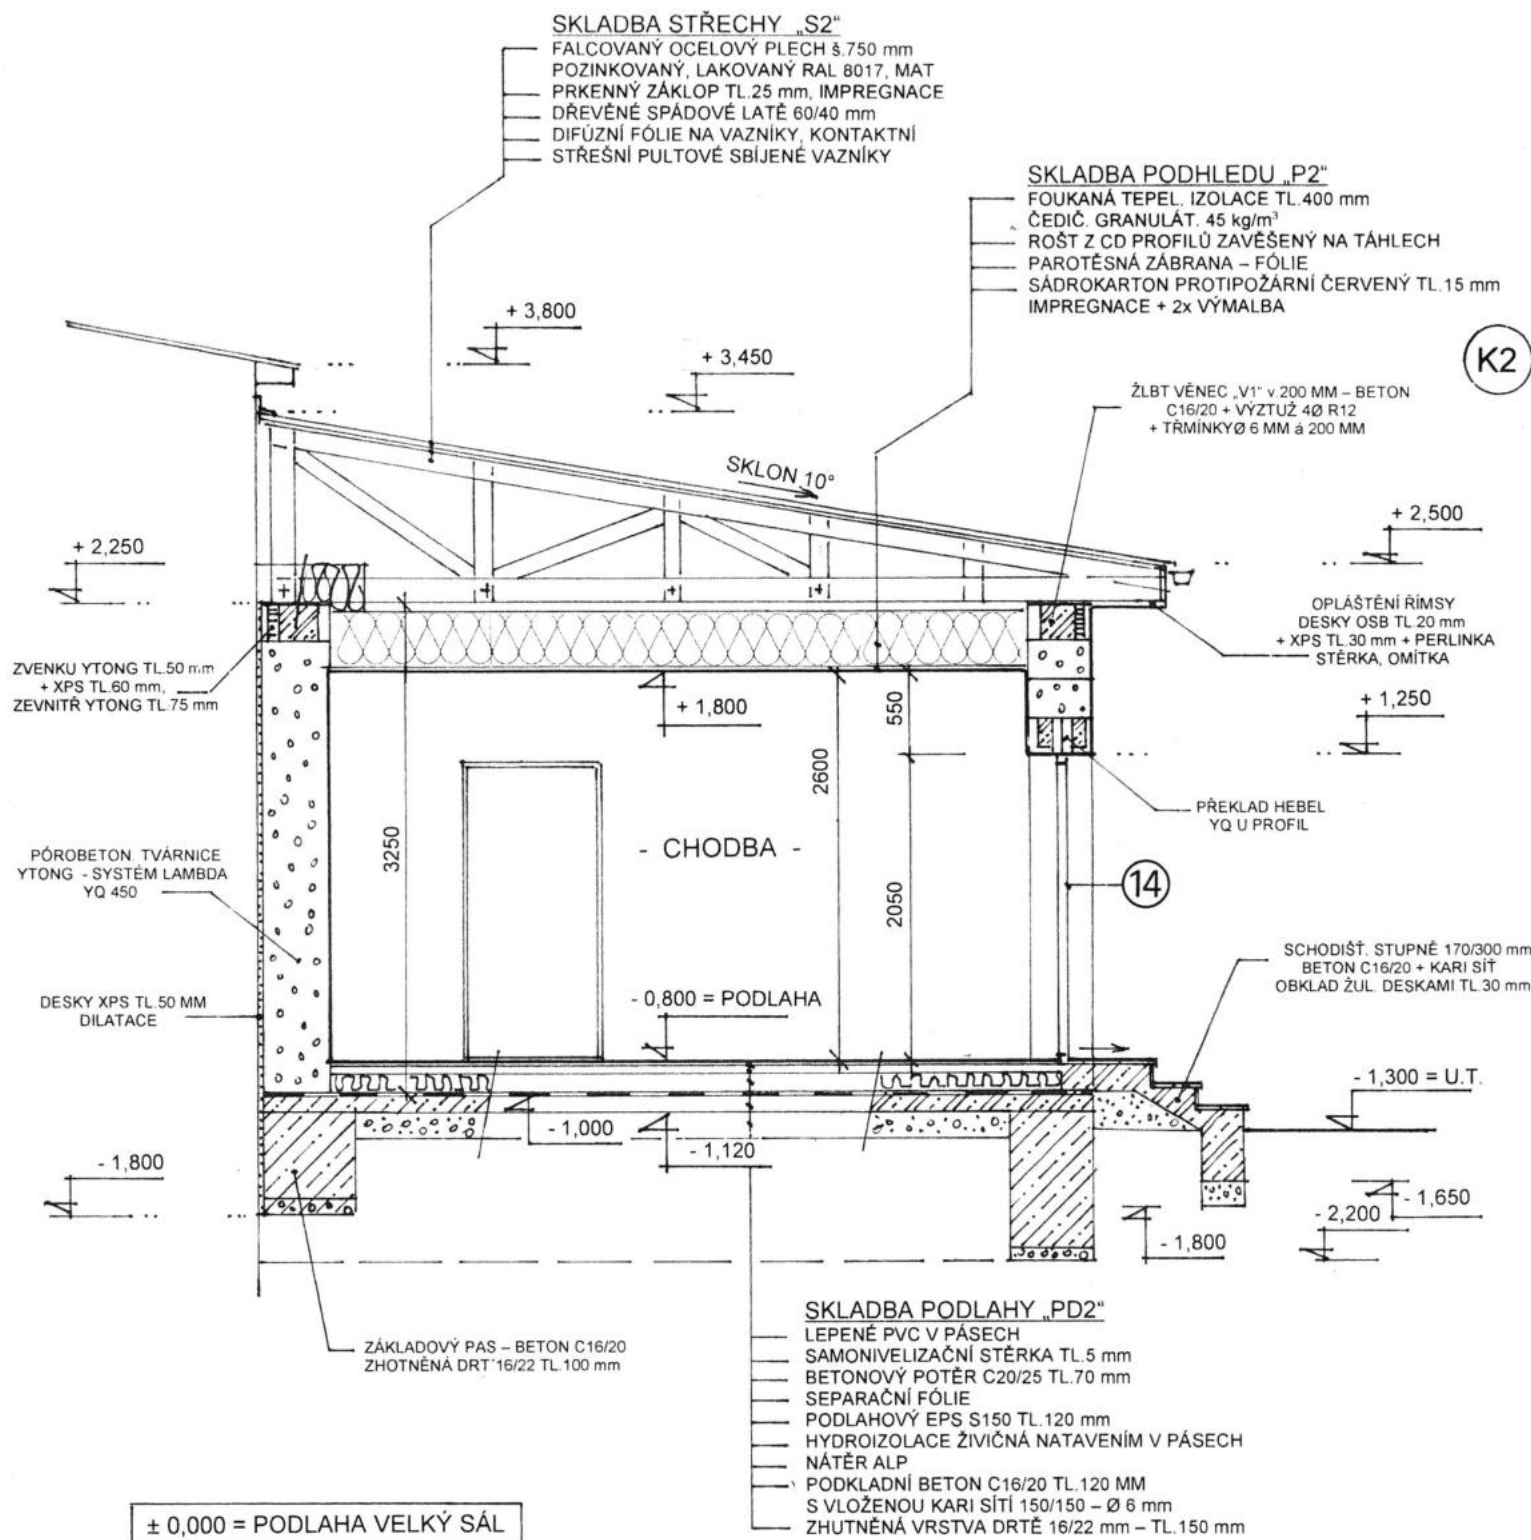 SKLADBA STŘECHY „S2“
FALCOVANÝ OCELOVÝ PLECH š.750 mm
POZINKOVANÝ, LAKOVANÝ RAL 8017, MAT
PRKENNÝ ZÁKLOP TL.25 mm, IMPREGNACE
DŘEVĚNÉ SPÁDOVÉ LATĚ 60/40 mm
DIFÚZNÍ FÓLIE NA VAZNÍKY, KONTAKTNÍ
STŘEŠNÍ PULTOVÉ SBÍJENÉ VAZNÍKY
SKLADBA PODHLEDU „P2“
FOUKANÁ TEPEL. IZOLACE TL.400 mm
ČEDIČ. GRANULÁT. 45 kg/m³
ROŠT Z CD PROFILŮ ZAVĚŠENÝ NA TÁHLECH
PAROTĚSNÁ ZÁBRANA – FÓLIE
SÁDROKARTON PROTIPOŽÁRNÍ ČERVENÝ TL.15 mm
IMPREGNACE + 2x VÝMALBA
+ 3,800
+ 3,450
K2
ŽLBT VĚNEC „V1“ v.200 MM – BETON
C16/20 + VÝZTUŽ 4Ø R12
+ TŘMÍNKYØ 6 MM á 200 MM
SKLON 10°
+ 2,500
+ 2,250
OPLÁŠTĚNÍ ŘÍMSY
DESKY OSB TL.20 mm
+ XPS TL.30 mm + PERLINKA
STĚRKA, OMÍTKA
ZVENKU YTONG TL.50 mm
+ XPS TL.60 mm,
ZEVNITŘ YTONG TL.75 mm
+ 1,800
550
+ 1,250
2600
PŘEKLAD HEBEL
YQ U PROFIL
3250
- CHODBA -
14
2050
PÓROBETON. TVÁRNICE
YTONG - SYSTÉM LAMBDA
YQ 450
SCHODIŠŤ. STUPNĚ 170/300 mm
BETON C16/20 + KARI SÍŤ
OBKLAD ŽUL. DESKAMI TL.30 mm
DESKY XPS TL.50 MM
DILATACE
- 0,800 = PODLAHA
- 1,300 = U.T.
- 1,000
- 1,120
- 1,800
- 1,650
- 2,200
- 1,800
SKLADBA PODLAHY „PD2“
LEPENÉ PVC V PÁSECH
SAMONIVELIZAČNÍ STĚRKA TL.5 mm
BETONOVÝ POTĚR C20/25 TL.70 mm
SEPARAČNÍ FÓLIE
PODLAHOVÝ EPS S150 TL.120 mm
HYDROIZOLACE ŽIVIČNÁ NATAVENÍM V PÁSECH
NÁTĚR ALP
PODKLADNÍ BETON C16/20 TL.120 MM
S VLOŽENOU KARI SÍTÍ 150/150 – Ø 6 mm
ZHUTNĚNÁ VRSTVA DRTĚ 16/22 mm – TL.150 mm
ZÁKLADOVÝ PAS – BETON C16/20
ZHOTNĚNÁ DRŤ 16/22 TL.100 mm
± 0,000 = PODLAHA VELKÝ SÁL